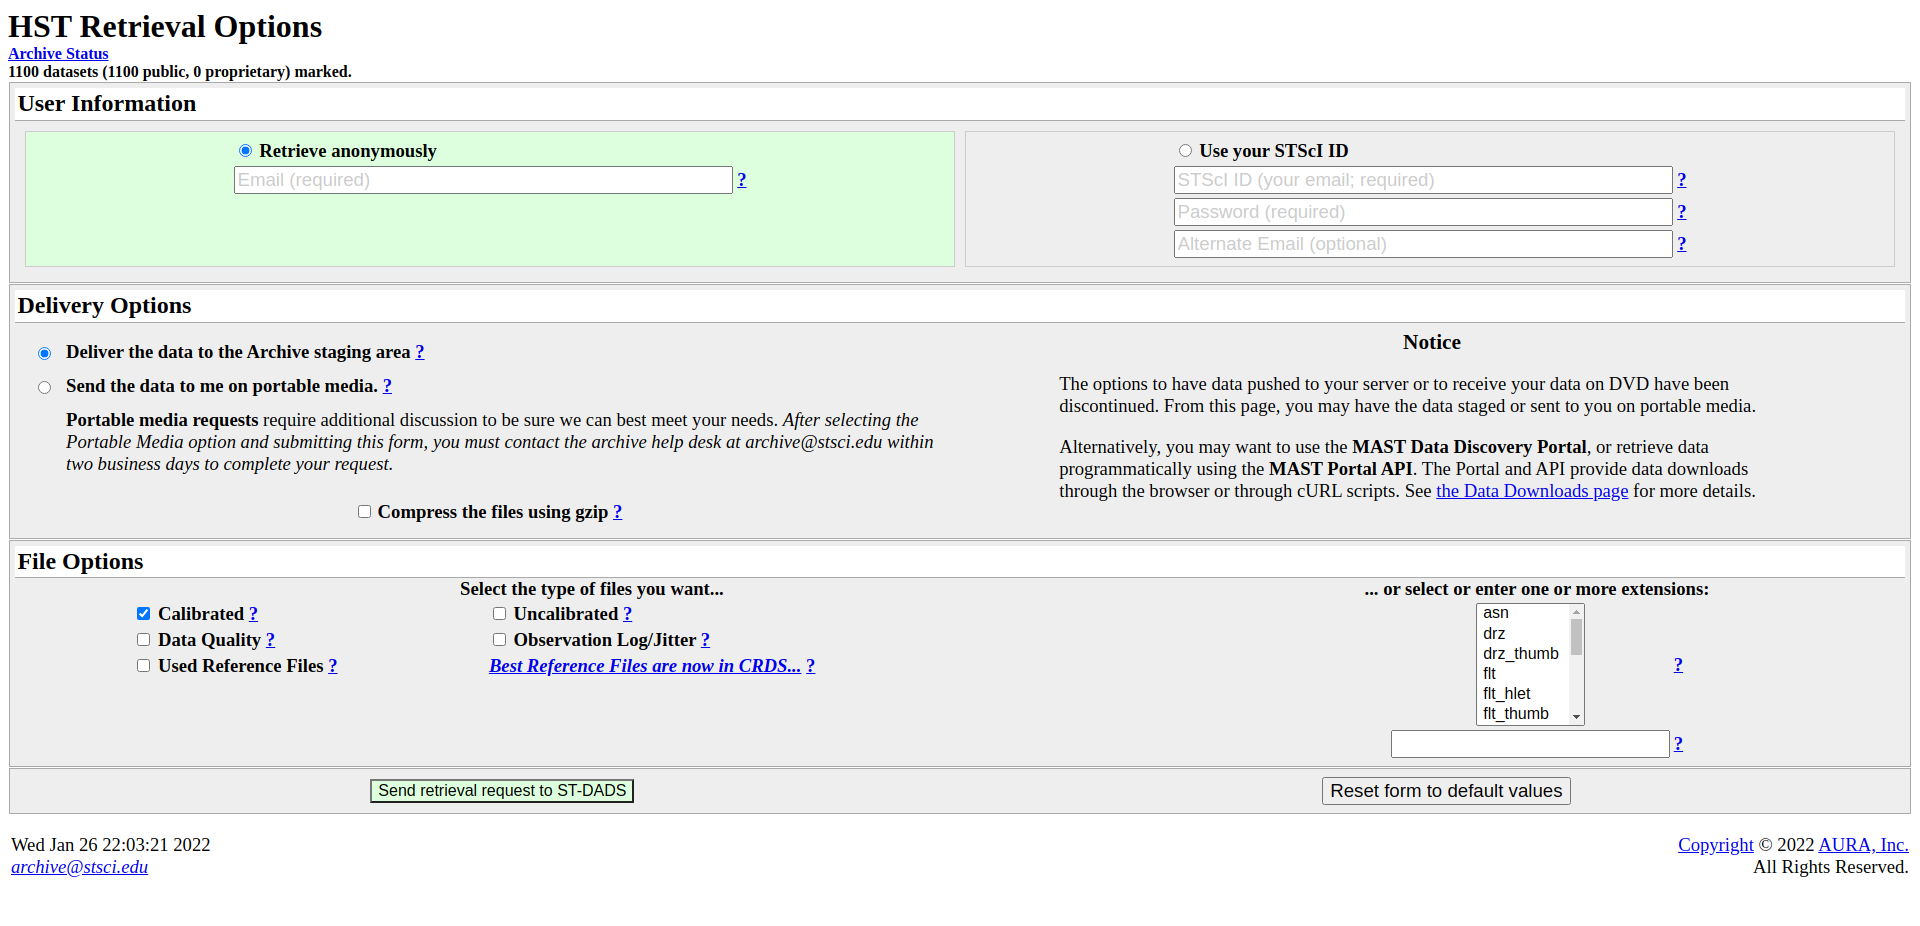 HST Retrieval Options
Archive Status
1100 datasets (1100 public, 0 proprietary) marked.
User Information
Retrieve anonymously
Email (required) ?
Use your STScI ID
STScI ID (your email; required) ?
Password (required) ?
Alternate Email (optional) ?
Delivery Options
Deliver the data to the Archive staging area ?
Send the data to me on portable media. ?
Portable media requests require additional discussion to be sure we can best meet your needs. After selecting the
Portable Media option and submitting this form, you must contact the archive help desk at archive@stsci.edu within
two business days to complete your request.
Compress the files using gzip ?
Notice
The options to have data pushed to your server or to receive your data on DVD have been
discontinued. From this page, you may have the data staged or sent to you on portable media.
Alternatively, you may want to use the MAST Data Discovery Portal, or retrieve data
programmatically using the MAST Portal API. The Portal and API provide data downloads
through the browser or through cURL scripts. See the Data Downloads page for more details.
File Options
Select the type of files you want...
Calibrated ? Uncalibrated ?
Data Quality ? Observation Log/Jitter ?
Used Reference Files ? Best Reference Files are now in CRDS... ?
... or select or enter one or more extensions:
asn
drz
drz_thumb
flt
flt_hlet
flt_thumb
?
?
Send retrieval request to ST-DADS
Reset form to default values
Wed Jan 26 22:03:21 2022
archive@stsci.edu
Copyright © 2022 AURA, Inc.
All Rights Reserved.